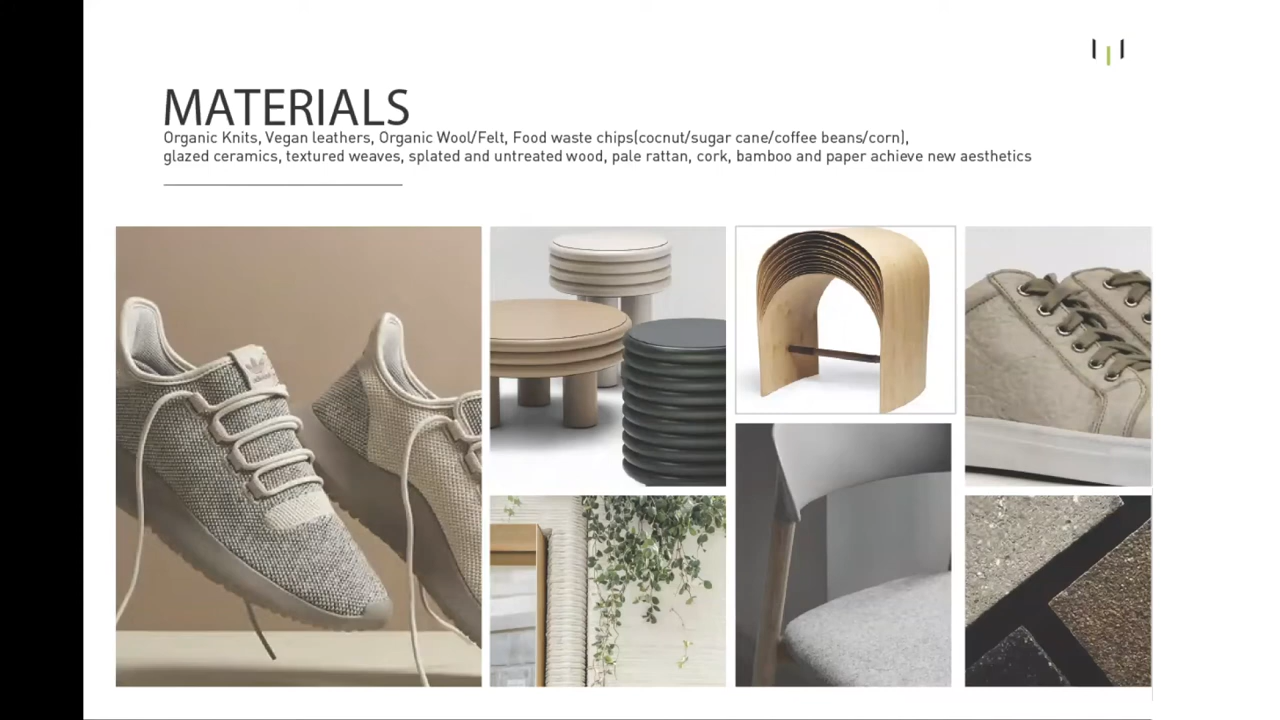 MATERIALS
Organic Knits, Vegan leathers, Organic Wool/Felt, Food waste chips(cocnut/sugar cane/coffee beans/corn),
glazed ceramics, textured weaves, splated and untreated wood, pale rattan, cork, bamboo and paper achieve new aesthetics